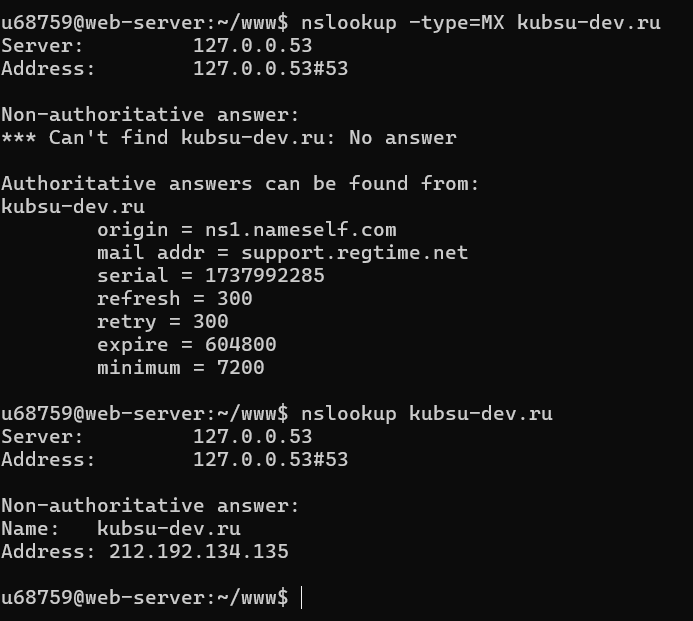 u68759@web-server:~/www$ nslookup -type=MX kubsu-dev.ru
Server:         127.0.0.53
Address:        127.0.0.53#53

Non-authoritative answer:
*** Can't find kubsu-dev.ru: No answer

Authoritative answers can be found from:
kubsu-dev.ru
        origin = ns1.nameself.com
        mail addr = support.regtime.net
        serial = 1737992285
        refresh = 300
        retry = 300
        expire = 604800
        minimum = 7200

u68759@web-server:~/www$ nslookup kubsu-dev.ru
Server:         127.0.0.53
Address:        127.0.0.53#53

Non-authoritative answer:
Name:   kubsu-dev.ru
Address: 212.192.134.135

u68759@web-server:~/www$